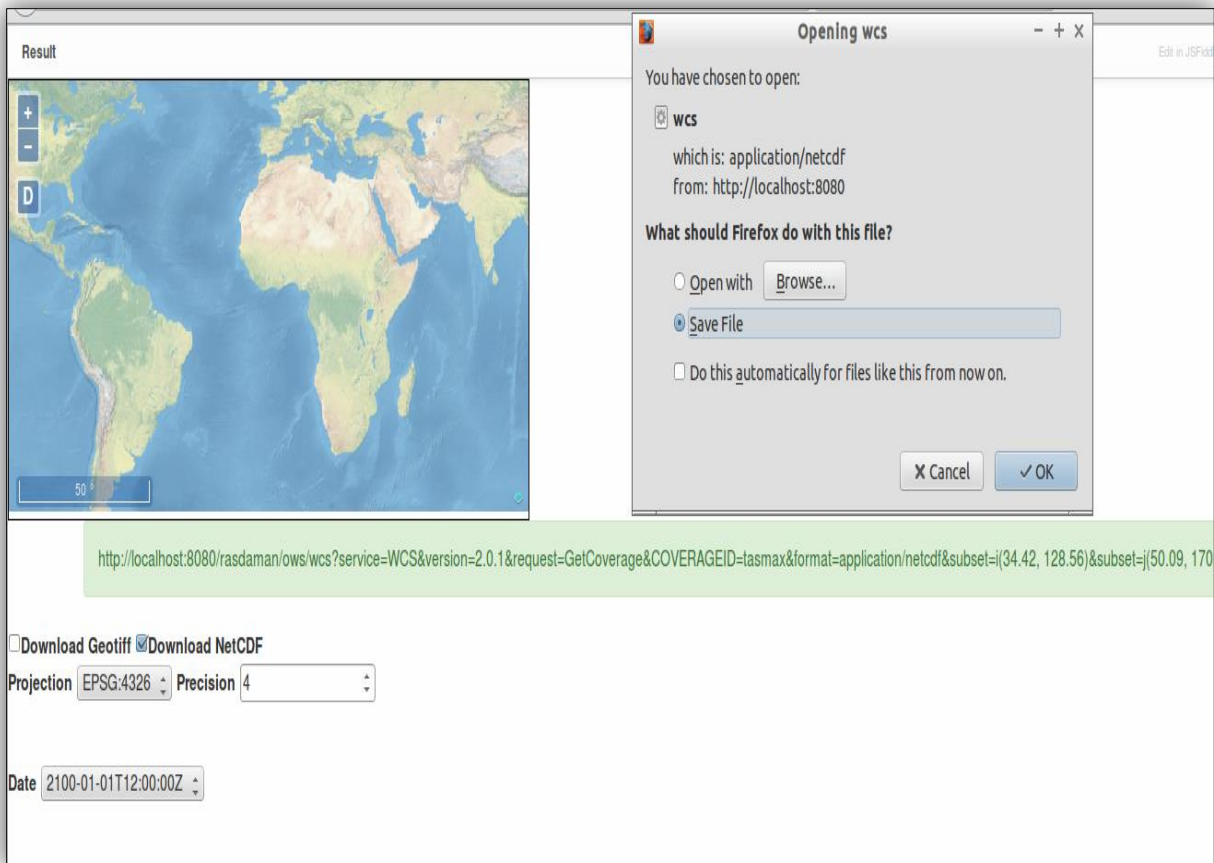 Result
Edit in JSFidd
+
−
D
50 °
Opening wcs
− + x
You have chosen to open:
wcs
which is: application/netcdf
from: http://localhost:8080
What should Firefox do with this file?
Open with Browse...
Save File
Do this automatically for files like this from now on.
Cancel OK
http://localhost:8080/rasdaman/ows/wcs?service=WCS&version=2.0.1&request=GetCoverage&COVERAGEID=tasmax&format=application/netcdf&subset=i(34.42, 128.56)&subset=j(50.09, 170
Download Geotiff Download NetCDF
Projection EPSG:4326 Precision 4
Date 2100-01-01T12:00:00Z